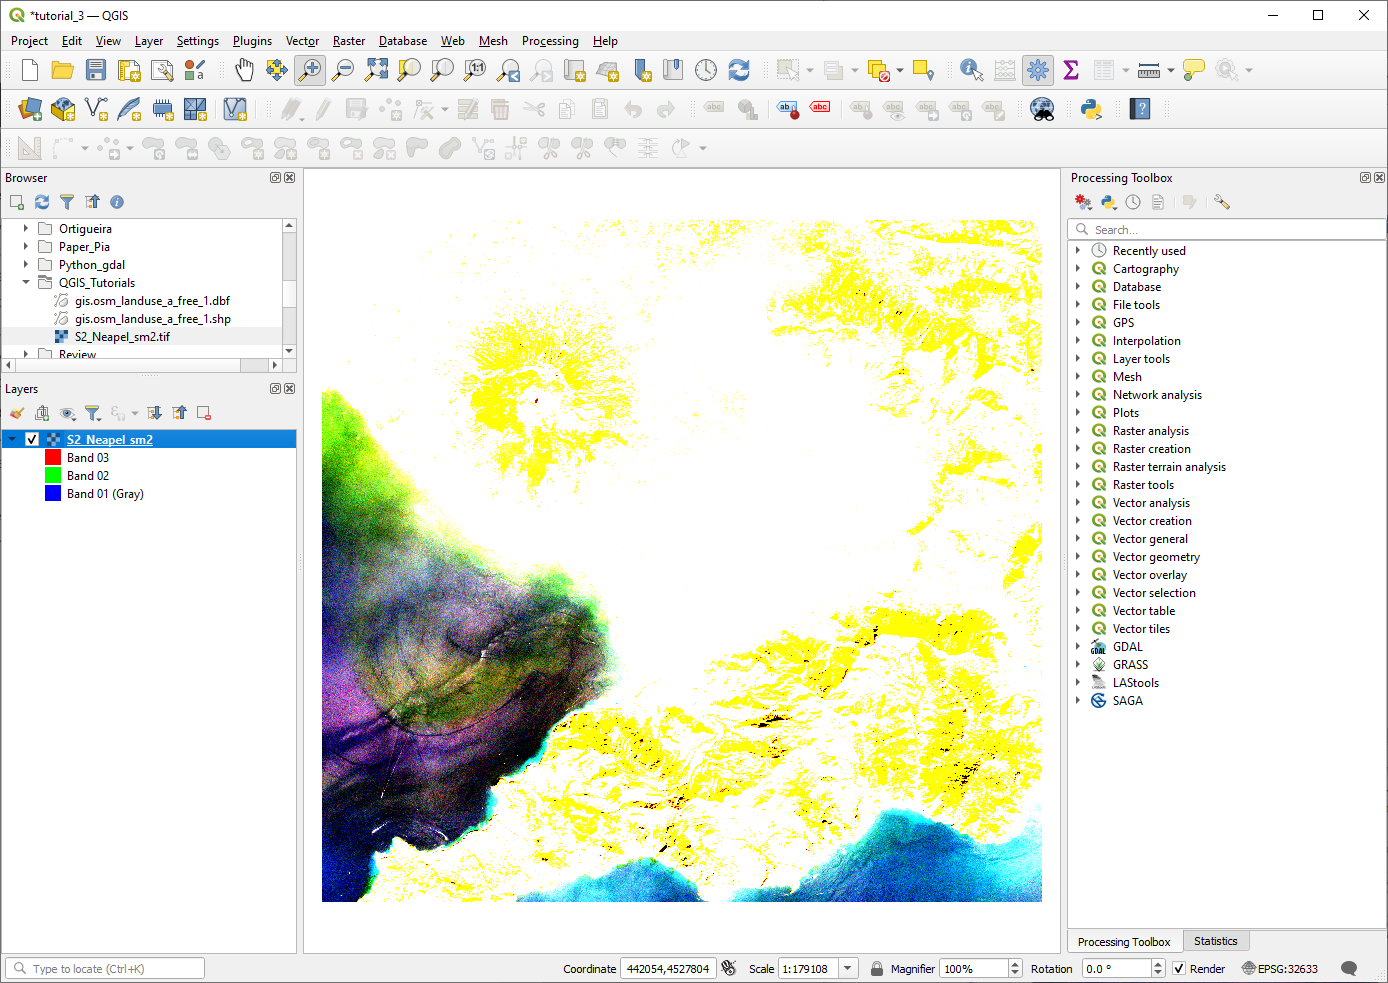 *tutorial_3 — QGIS
Project Edit View Layer Settings Plugins Vector Raster Database Web Mesh Processing Help
1:1
a
ab abc ab
Browser
Ortigueira
Paper_Pia
Python_gdal
QGIS_Tutorials
gis.osm_landuse_a_free_1.dbf
gis.osm_landuse_a_free_1.shp
S2_Neapel_sm2.tif
Review
Layers
S2_Neapel_sm2
Band 03
Band 02
Band 01 (Gray)
Processing Toolbox
Search...
Recently used
Cartography
Database
File tools
GPS
Interpolation
Layer tools
Mesh
Network analysis
Plots
Raster analysis
Raster creation
Raster terrain analysis
Raster tools
Vector analysis
Vector creation
Vector general
Vector geometry
Vector overlay
Vector selection
Vector table
Vector tiles
GDAL
GRASS
LAStools
SAGA
Processing Toolbox Statistics
Type to locate (Ctrl+K) Coordinate 442054,4527804 Scale 1:179108 Magnifier 100% Rotation 0.0 ° Render EPSG:32633